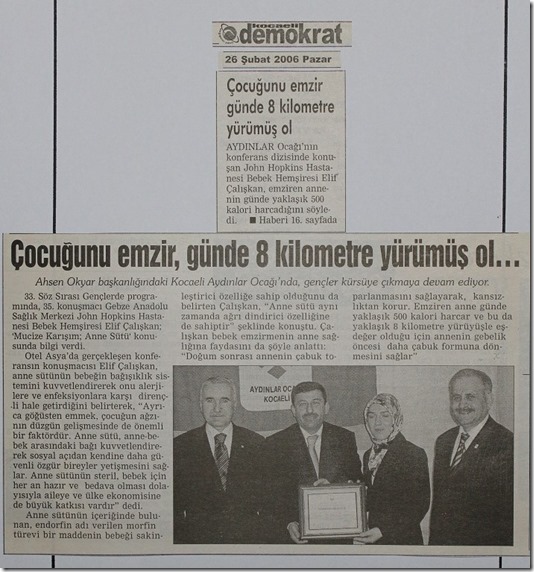 kocaeli
demokrat
26 Şubat 2006 Pazar
Çocuğunu emzir
günde 8 kilometre
yürümüş ol
AYDINLAR Ocağı'nın
konferans dizisinde konu-
şan John Hopkins Hasta-
nesi Bebek Hemşiresi Elif
Çalışkan, emziren anne-
nin günde yaklaşık 500
kalori harcadığını söyle-
di. ■ Haberi 16. sayfada
Çocuğunu emzir, günde 8 kilometre yürümüş ol...
Ahsen Okyar başkanlığındaki Kocaeli Aydınlar Ocağı'nda, gençler kürsüye çıkmaya devam ediyor.
33. Söz Sırası Gençlerde progra-
mında, 35. konuşmacı Gebze Anadolu
Sağlık Merkezi John Hopkins Hasta-
nesi Bebek Hemşiresi Elif Çalışkan;
'Mucize Karışım; Anne Sütü' konu-
sunda bilgi verdi.
Otel Asya'da gerçekleşen konfe-
ransın konuşmacısı Elif Çalışkan,
anne sütünün bebeğin bağışıklık sis-
temini kuvvetlendirerek onu alerji-
lere ve enfeksiyonlara karşı dirENç-
li hale getirdiğini belirterek, “Ayrı-
ca göğüsten emmek, çocuğun ağzı-
nın düzgün gelişmesinde de önemli
bir faktördür. Anne sütü, anne-be-
bek arasındaki bağı kuvvetlendire-
rek sosyal açıdan kendine daha
güvenli özgür bireyler yetişmesini sağ-
lar. Anne sütünün steril, bebek için
her an hazır ve bedava olması dola-
yısıyla aileye ve ülke ekonomisine
de büyük katkısı vardır” dedi.
Anne sütünün içeriğinde bulu-
nan, endorfin adı verilen morfin
türevi bir maddenin bebeği sakin-
leştirici özelliğe sahip olduğunu da
belirten Çalışkan, “Anne sütü aynı
zamanda ağrı dindirici özelliğine
de sahiptir” şeklinde konuştu. Ça-
lışkan bebek emzirmenin anne sağ-
lığına faydasını da şöyle anlattı:
“Doğum sonrası annenin çabuk to-
parlanmasını sağlayarak, kansız-
lıktan korur. Emziren anne günde
yaklaşık 500 kalori harcar ve bu da
yaklaşık 8 kilometre yürüyüşle eş-
değer olduğu için annenin gebelik
öncesi daha çabuk formuna dön-
mesini sağlar”
AYDINLAR OCAĞI
KOCAELİ